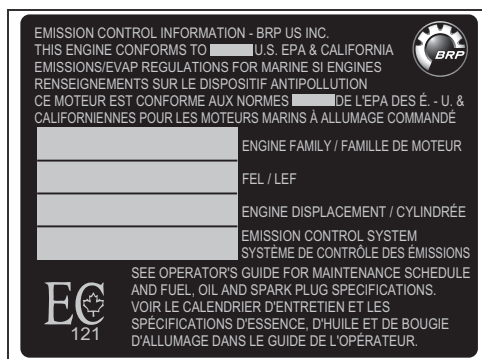 EMISSION CONTROL INFORMATION - BRP US INC.
THIS ENGINE CONFORMS TO U.S. EPA & CALIFORNIA
EMISSIONS/EVAP REGULATIONS FOR MARINE SI ENGINES
RENSEIGNEMENTS SUR LE DISPOSITIF ANTIPOLLUTION
CE MOTEUR EST CONFORME AUX NORMES DE L'EPA DES É. - U. &
CALIFORNIENNES POUR LES MOTEURS MARINS À ALLUMAGE COMMANDÉ
BRP
ENGINE FAMILY / FAMILLE DE MOTEUR
FEL / LEF
ENGINE DISPLACEMENT / CYLINDRÉE
EMISSION CONTROL SYSTEM
SYSTÈME DE CONTRÔLE DES ÉMISSIONS
EC
121
SEE OPERATOR'S GUIDE FOR MAINTENANCE SCHEDULE
AND FUEL, OIL AND SPARK PLUG SPECIFICATIONS.
VOIR LE CALENDRIER D'ENTRETIEN ET LES
SPÉCIFICATIONS D'ESSENCE, D'HUILE ET DE BOUGIE
D'ALLUMAGE DANS LE GUIDE DE L'OPÉRATEUR.